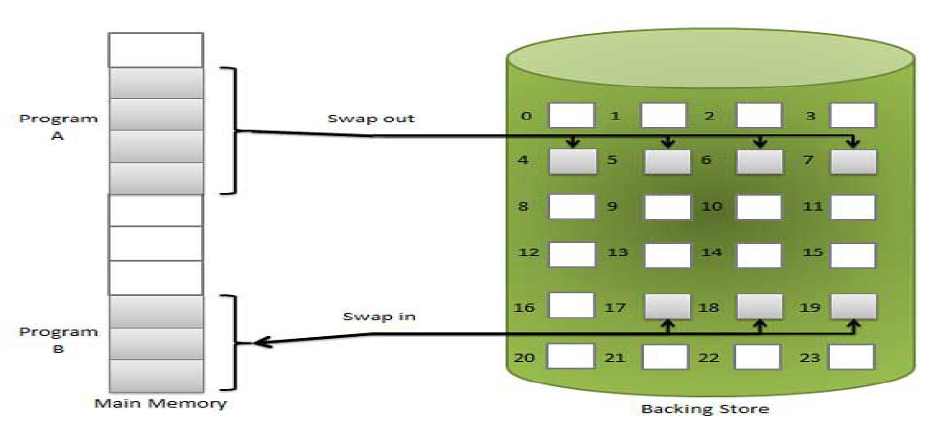 Program
A
Swap out
0 1 2 3
4 5 6 7
8 9 10 11
12 13 14 15
Program
B
Swap in
16 17 18 19
20 21 22 23
Main Memory
Backing Store